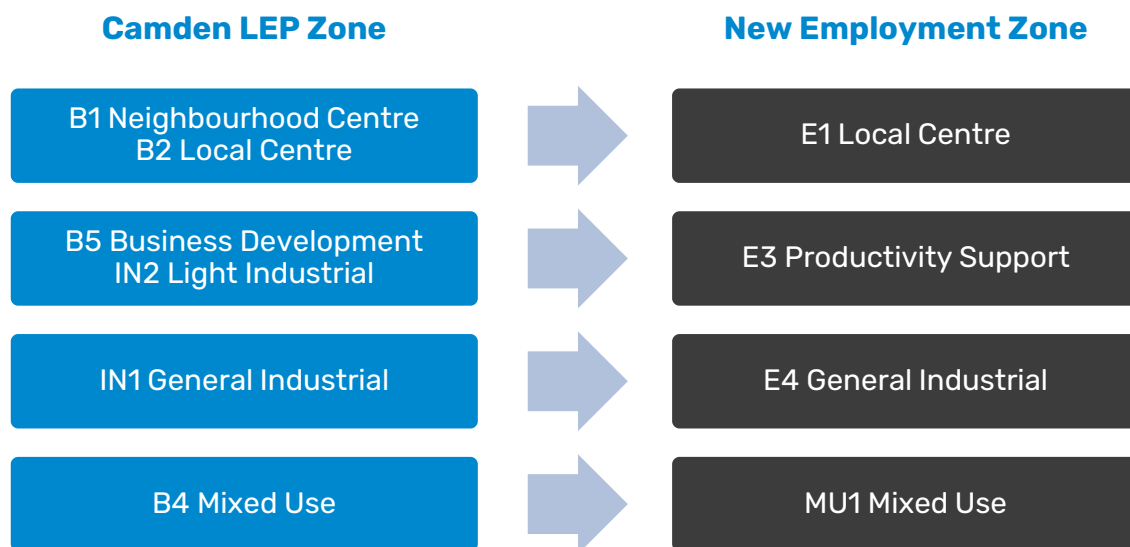 Camden LEP Zone
New Employment Zone
B1 Neighbourhood Centre
B2 Local Centre
E1 Local Centre
B5 Business Development
IN2 Light Industrial
E3 Productivity Support
IN1 General Industrial
E4 General Industrial
B4 Mixed Use
MU1 Mixed Use